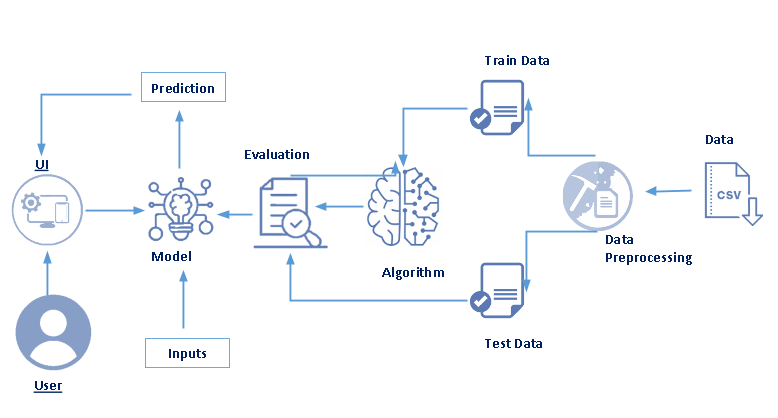 Train Data
Prediction
Data
Evaluation
UI
CSV
Model
Data
Preprocessing
Algorithm
Test Data
Inputs
User